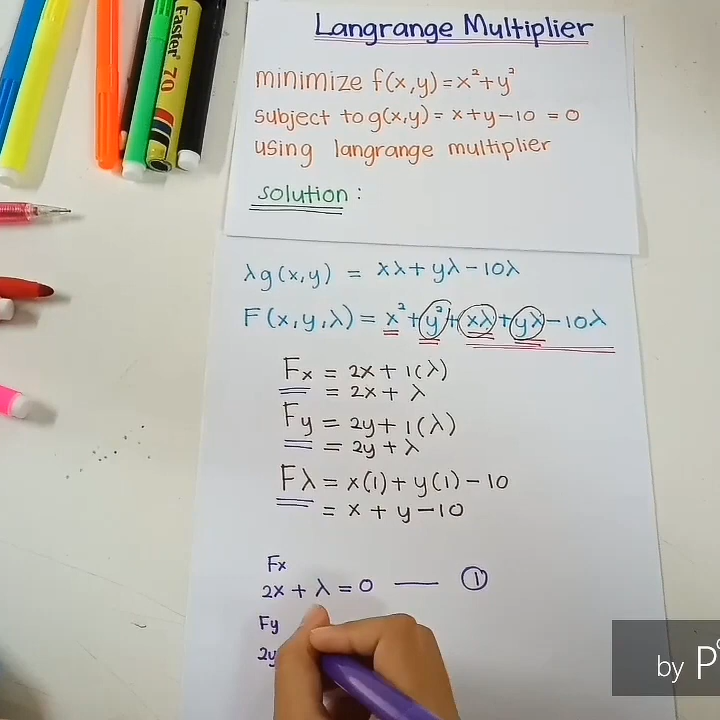 Langrange Multiplier
minimize f(x,y)=x²+y²
subject to g(x,y) = x+y-10 = 0
using langrange multiplier
solution :
λg(x,y) = xλ+yλ-10λ
F(x,y,λ) = x²+y²+xλ+yλ-10λ
Fx = 2x+1(λ)
= 2x+λ
Fy = 2y+1(λ)
= 2y+λ
Fλ = x(1)+y(1)-10
= x+y-10
Fx
2x+λ=0 — ①
Fy
2y
Easter 70
by P